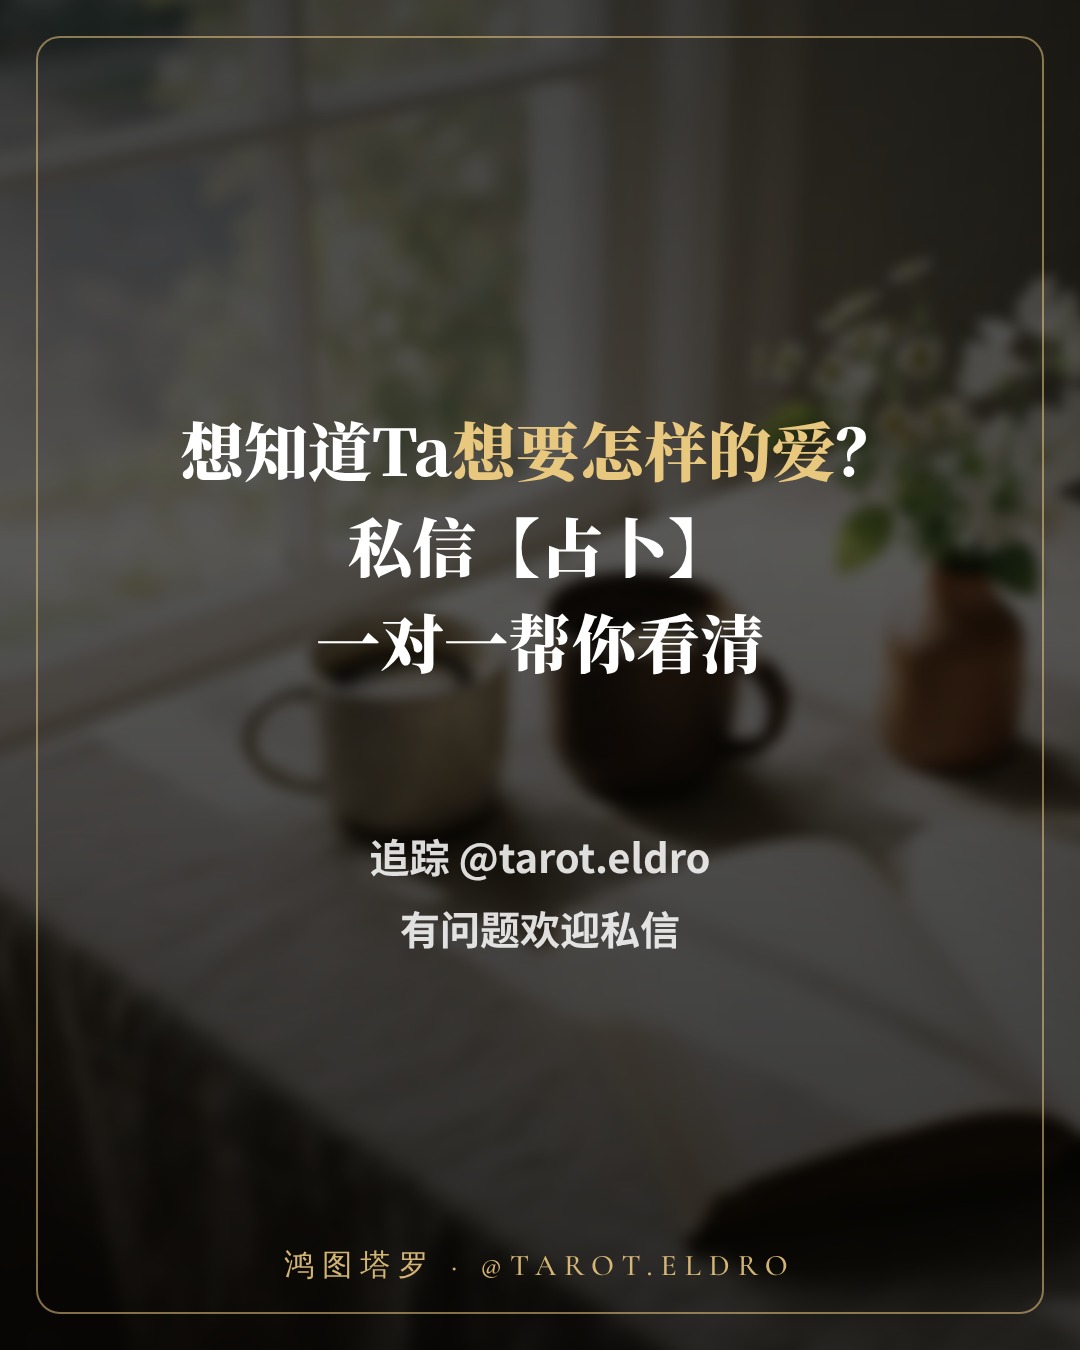 想知道Ta想要怎样的爱?
私信【占卜】
一对一帮你看清
追踪 @tarot.eldro
有问题欢迎私信
鸿图塔罗 · @TAROT.ELDRO